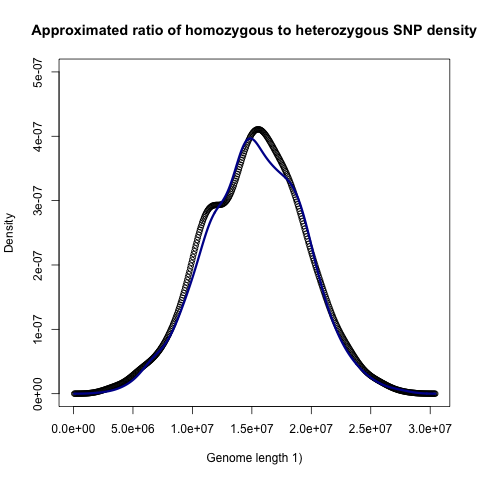 Approximated ratio of homozygous to heterozygous SNP density
5e-07
4e-07
3e-07
2e-07
1e-07
0e+00
Density
0.0e+00 5.0e+06 1.0e+07 1.5e+07 2.0e+07 2.5e+07 3.0e+07
Genome length 1)